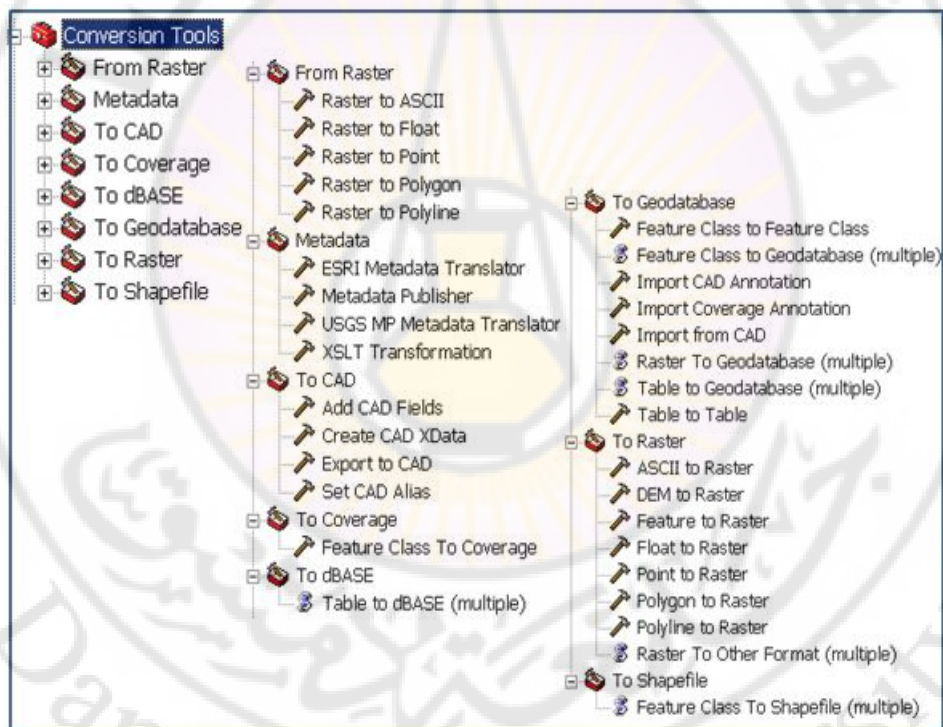 Conversion Tools
From Raster
Metadata
To CAD
To Coverage
To dBASE
To Geodatabase
To Raster
To Shapefile
From Raster
Raster to ASCII
Raster to Float
Raster to Point
Raster to Polygon
Raster to Polyline
Metadata
ESRI Metadata Translator
Metadata Publisher
USGS MP Metadata Translator
XSLT Transformation
To CAD
Add CAD Fields
Create CAD XData
Export to CAD
Set CAD Alias
To Coverage
Feature Class To Coverage
To dBASE
Table to dBASE (multiple)
To Geodatabase
Feature Class to Feature Class
Feature Class to Geodatabase (multiple)
Import CAD Annotation
Import Coverage Annotation
Import from CAD
Raster To Geodatabase (multiple)
Table to Geodatabase (multiple)
Table to Table
To Raster
ASCII to Raster
DEM to Raster
Feature to Raster
Float to Raster
Point to Raster
Polygon to Raster
Polyline to Raster
Raster To Other Format (multiple)
To Shapefile
Feature Class To Shapefile (multiple)